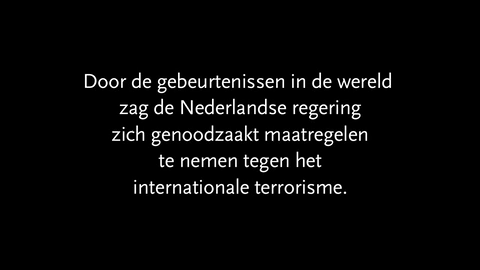 Door de gebeurtenissen in de wereld
zag de Nederlandse regering
zich genoodzaakt maatregelen
te nemen tegen het
internationale terrorisme.